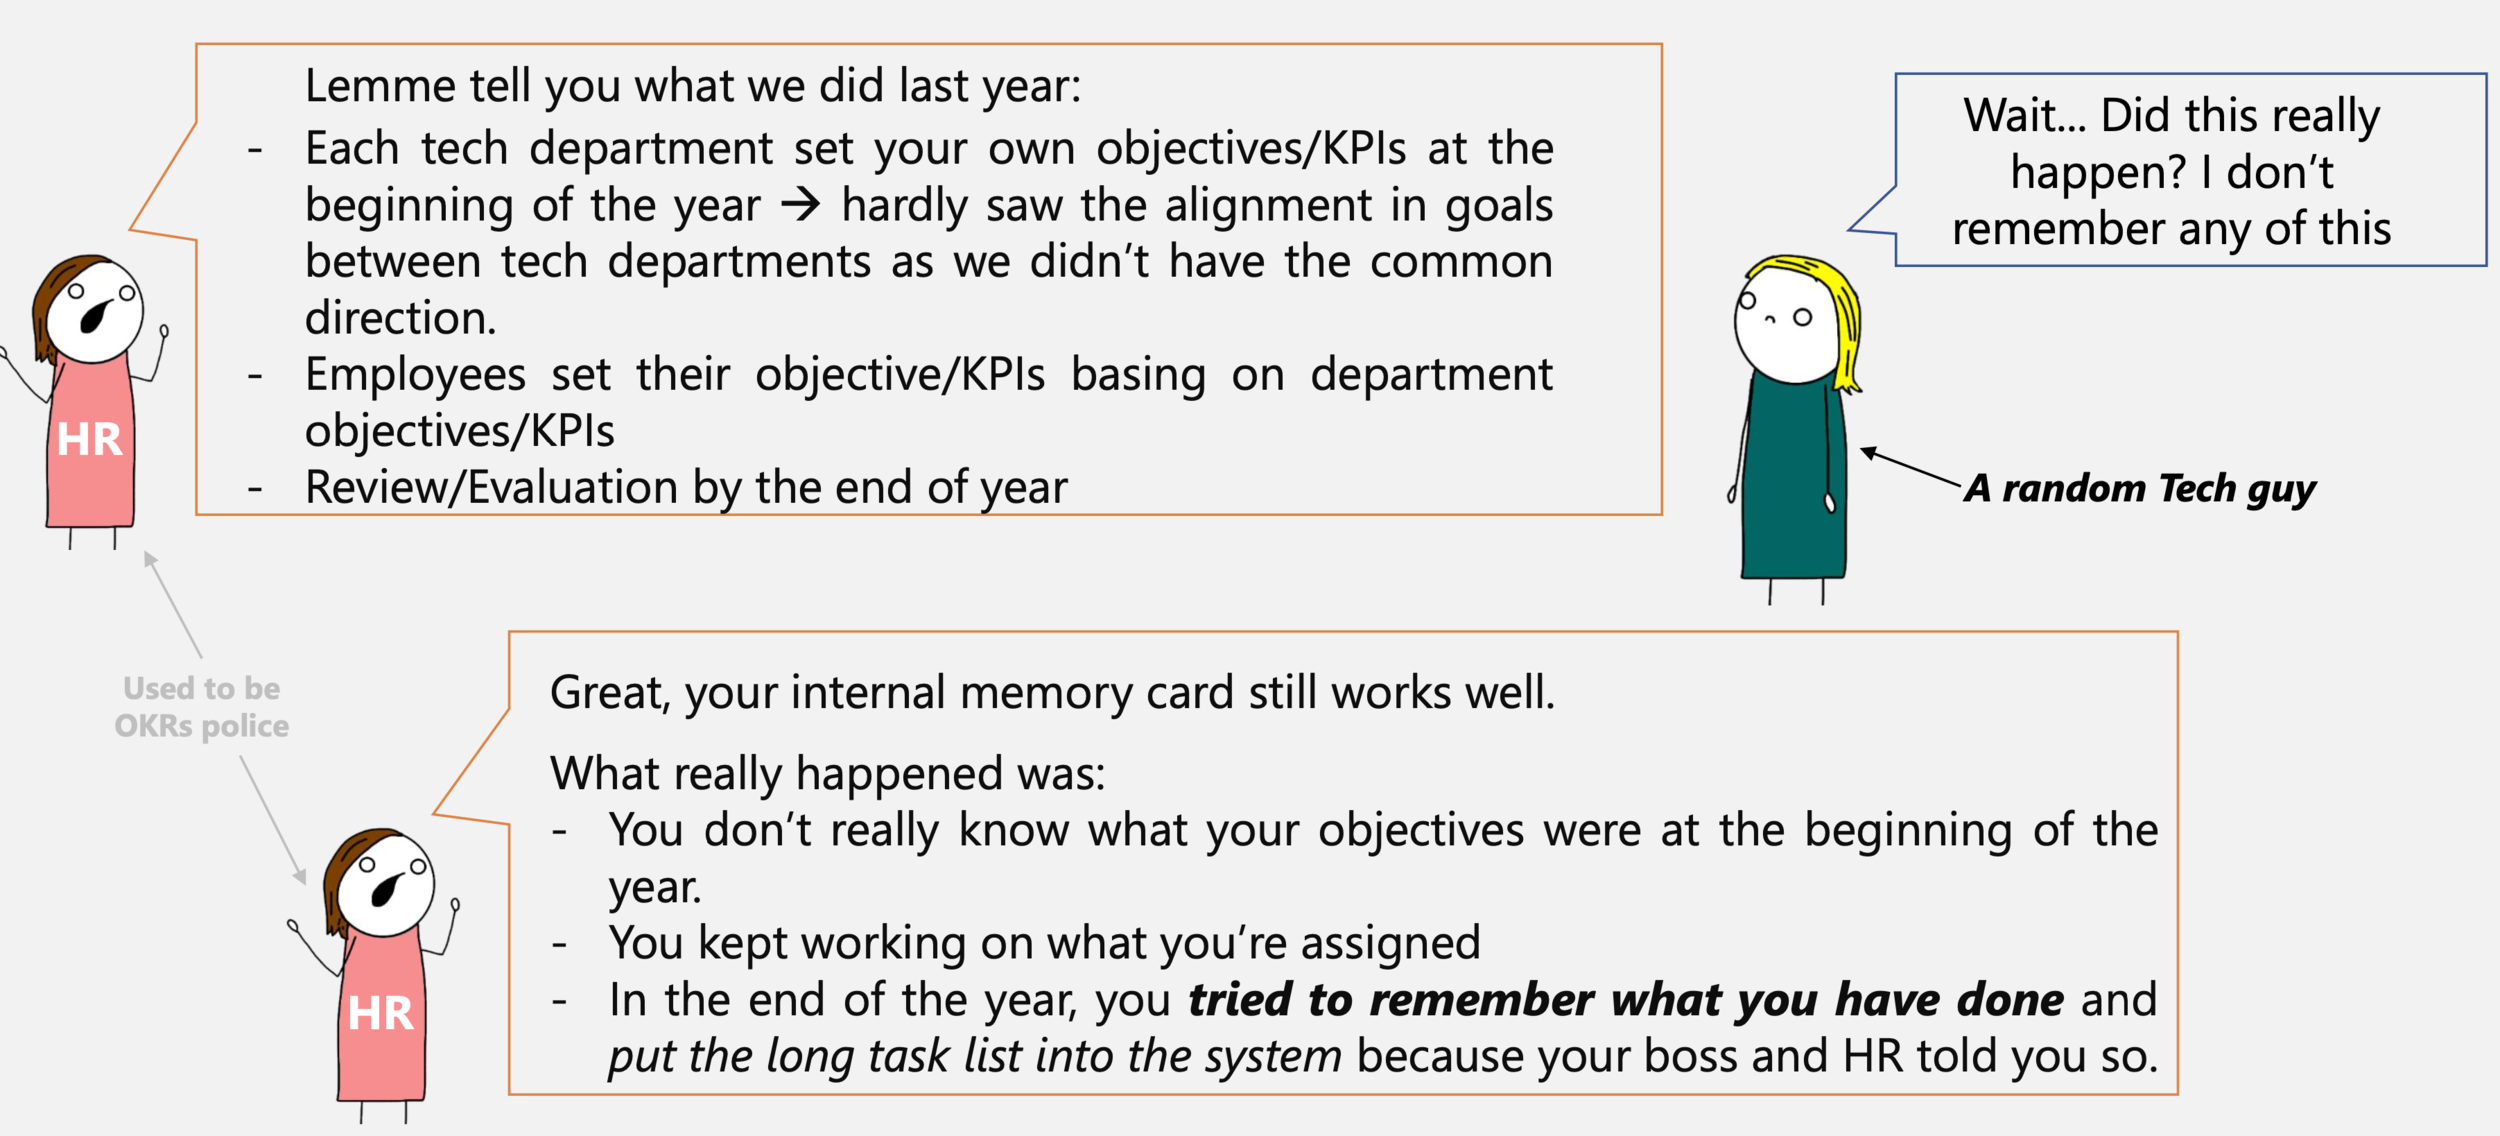 Lemme tell you what we did last year:
- Each tech department set your own objectives/KPIs at the
beginning of the year → hardly saw the alignment in goals
between tech departments as we didn’t have the common
direction.
- Employees set their objective/KPIs basing on department
objectives/KPIs
- Review/Evaluation by the end of year
HR
Wait... Did this really
happen? I don’t
remember any of this
A random Tech guy
Used to be
OKRs police
Great, your internal memory card still works well.
What really happened was:
- You don’t really know what your objectives were at the beginning of the
year.
- You kept working on what you’re assigned
- In the end of the year, you tried to remember what you have done and
put the long task list into the system because your boss and HR told you so.
HR